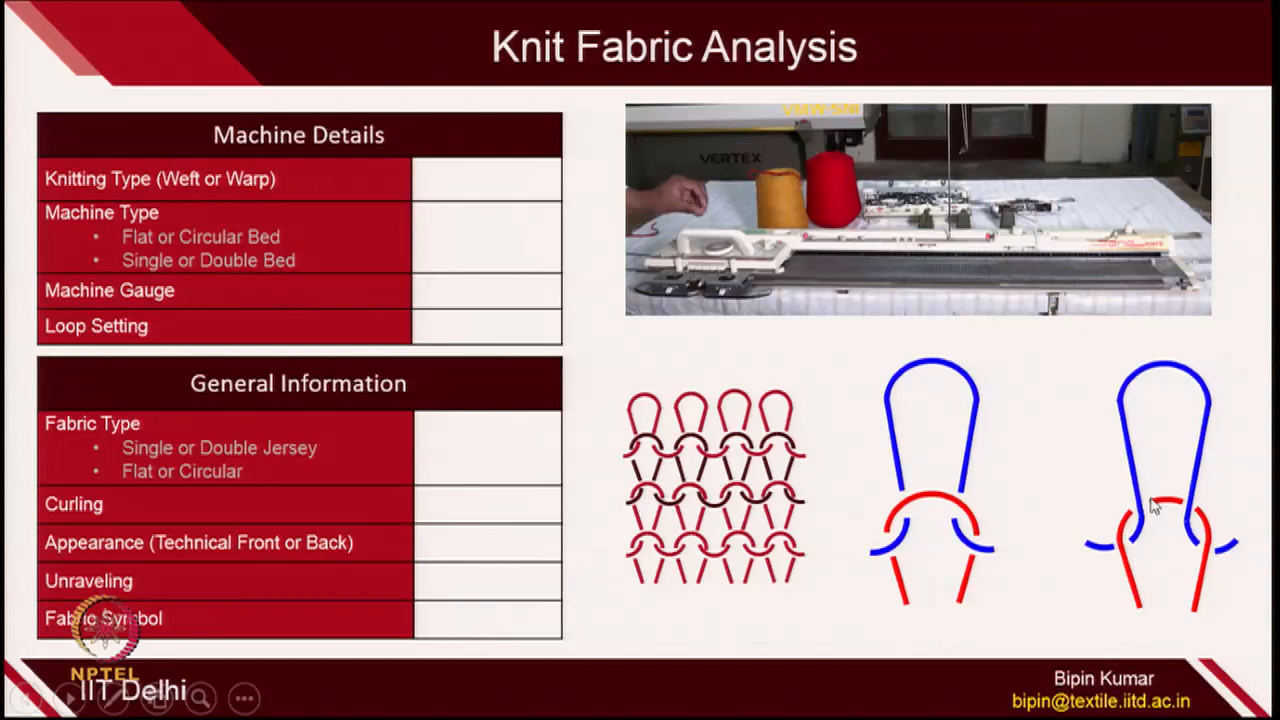 Knit Fabric Analysis
Machine Details
Knitting Type (Weft or Warp)
Machine Type
• Flat or Circular Bed
• Single or Double Bed
Machine Gauge
Loop Setting
General Information
Fabric Type
• Single or Double Jersey
• Flat or Circular
Curling
Appearance (Technical Front or Back)
Unraveling
Fabric Symbol
VERTEX
NPTEL
IIT Delhi
Bipin Kumar
bipin@textile.iitd.ac.in